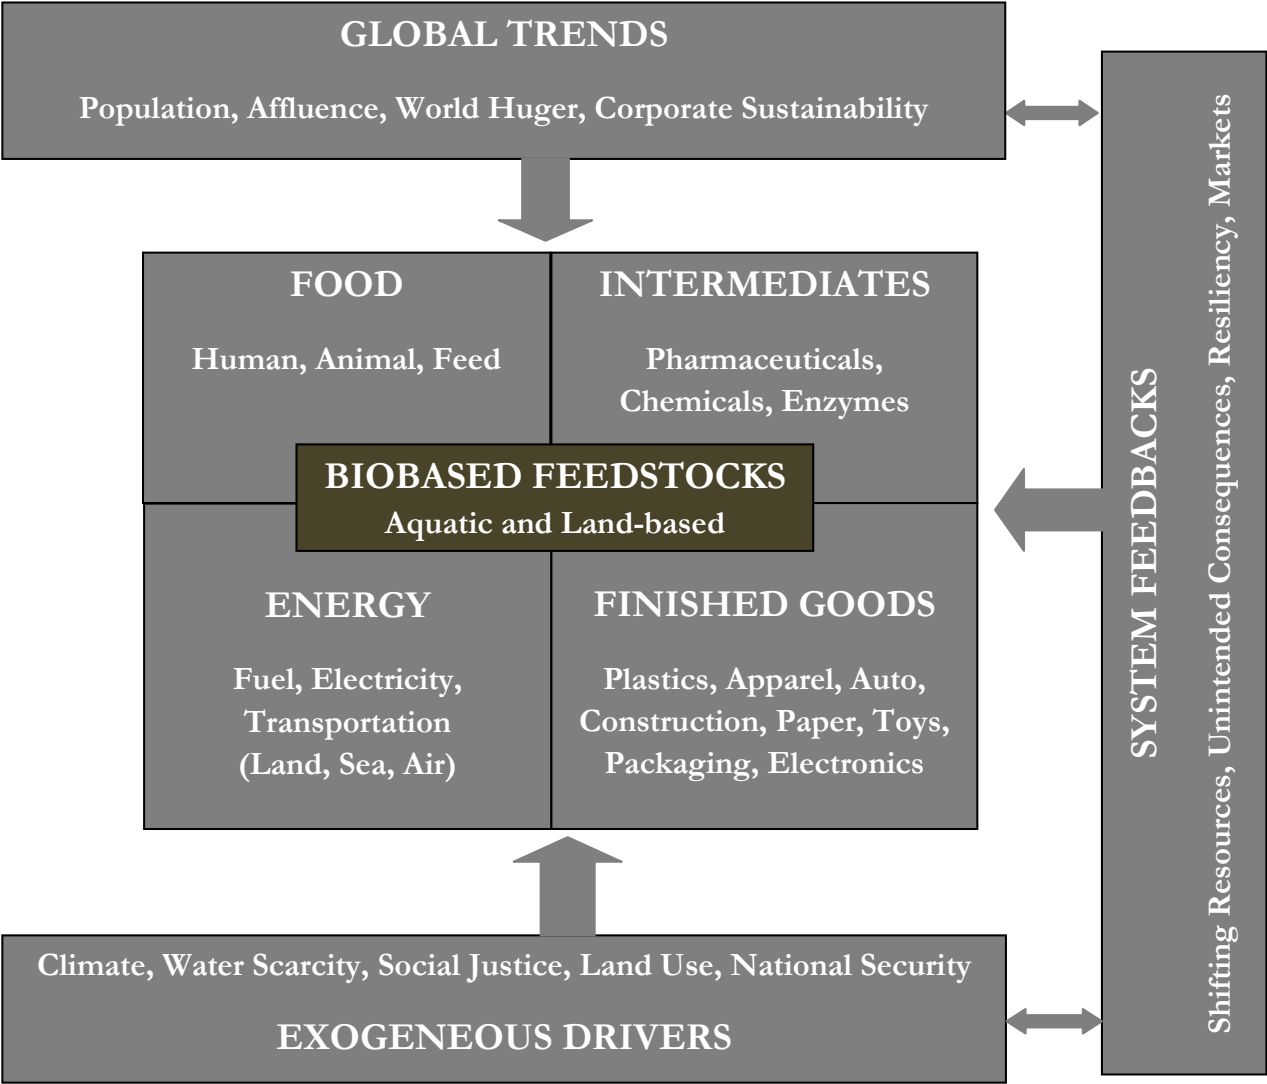 GLOBAL TRENDS
Population, Affluence, World Huger, Corporate Sustainability
FOOD
Human, Animal, Feed
INTERMEDIATES
Pharmaceuticals,
Chemicals, Enzymes
BIOBASED FEEDSTOCKS
Aquatic and Land-based
ENERGY
Fuel, Electricity,
Transportation
(Land, Sea, Air)
FINISHED GOODS
Plastics, Apparel, Auto,
Construction, Paper, Toys,
Packaging, Electronics
Climate, Water Scarcity, Social Justice, Land Use, National Security
EXOGENEOUS DRIVERS
SYSTEM FEEDBACKS
Shifting Resources, Unintended Consequences, Resiliency, Markets